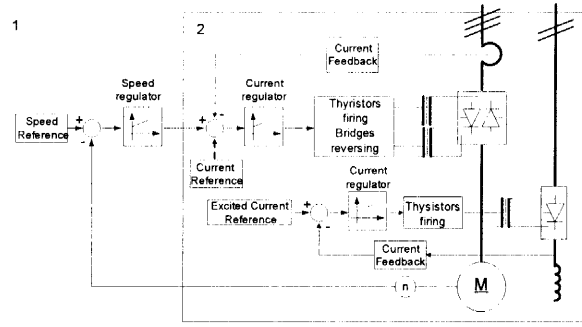 1
2
Current
Feedback
Speed
regulator
Current
regulator
Speed
Reference
+
-
+
-
Thyristors
firing
Bridges
reversing
Current
Reference
Current
regulator
Excited Current
Reference
+
-
Thysistors
firing
Current
Feedback
n
M